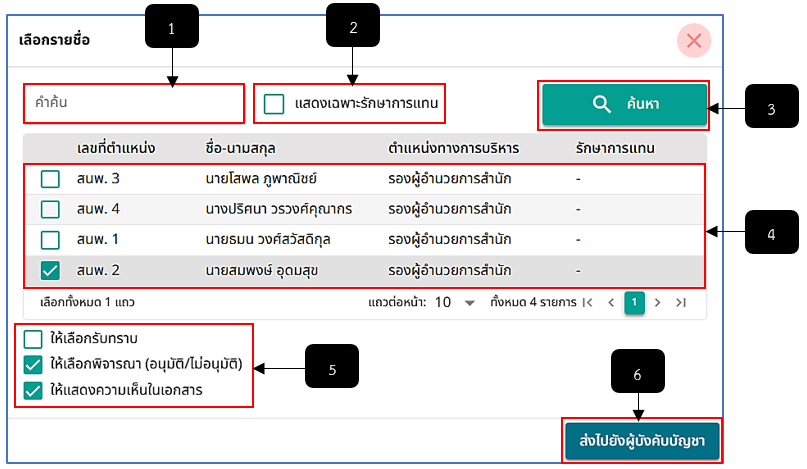 1
2
เลือกรายชื่อ
คำค้น
แสดงเฉพาะรักษาการแทน
ค้นหา
3
เลขที่ตำแหน่ง ชื่อ-นามสกุล ตำแหน่งทางการบริหาร รักษาการแทน
สนพ. 3 นายโสพล ภูพาณิชย์ รองผู้อำนวยการสำนัก -
สนพ. 4 นางปริศนา วรวงศ์คุณากร รองผู้อำนวยการสำนัก -
สนพ. 1 นายธมน วงศ์สวัสดิกุล รองผู้อำนวยการสำนัก -
4
สนพ. 2 นายสมพงษ์ อุดมสุข รองผู้อำนวยการสำนัก -
เลือกทั้งหมด 1 แถว แถวต่อหน้า: 10 ทั้งหมด 4 รายการ 1
ให้เลือกรับทราบ
ให้เลือกพิจารณา (อนุมัติ/ไม่อนุมัติ)
5
ให้แสดงความเห็นในเอกสาร
6
ส่งไปยังผู้บังคับบัญชา